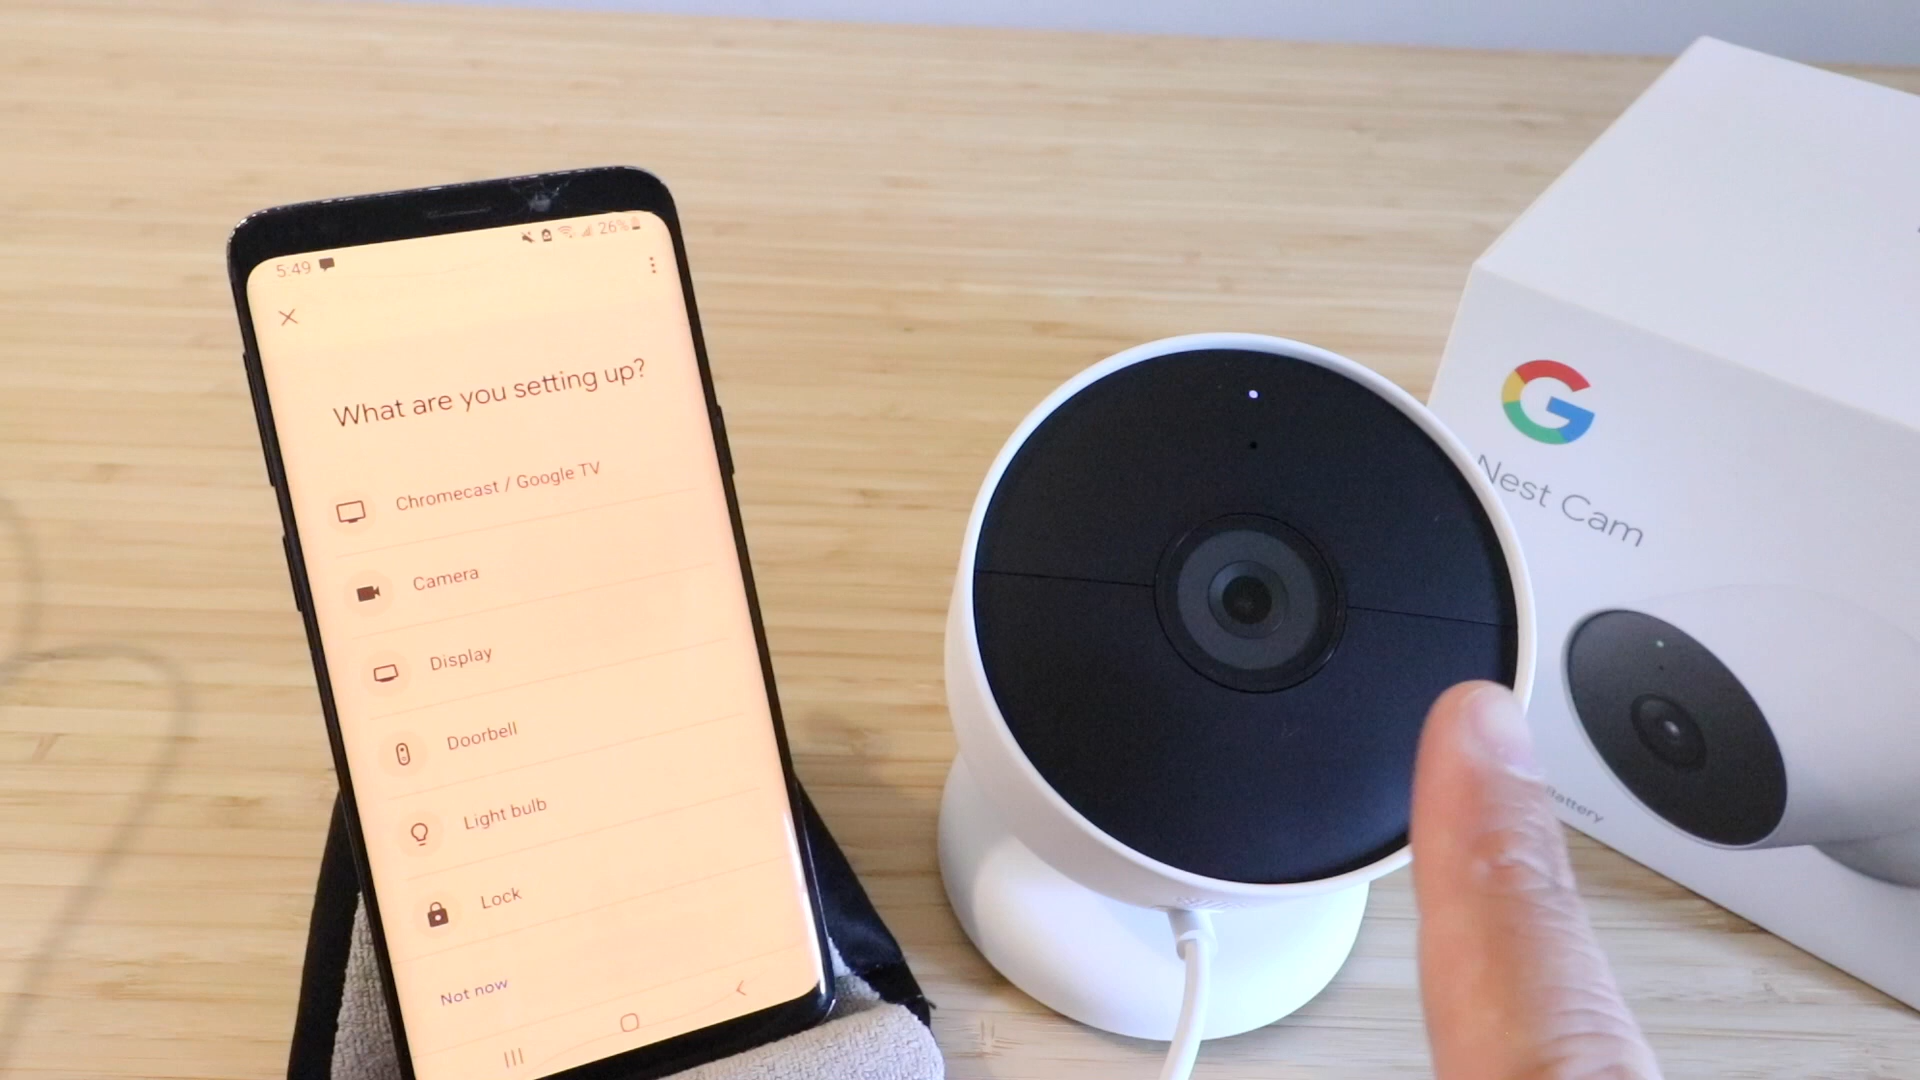 5:49
26%
What are you setting up?
Chromecast / Google TV
Camera
Display
Doorbell
Light bulb
Lock
Not now
G
Nest Cam
Battery